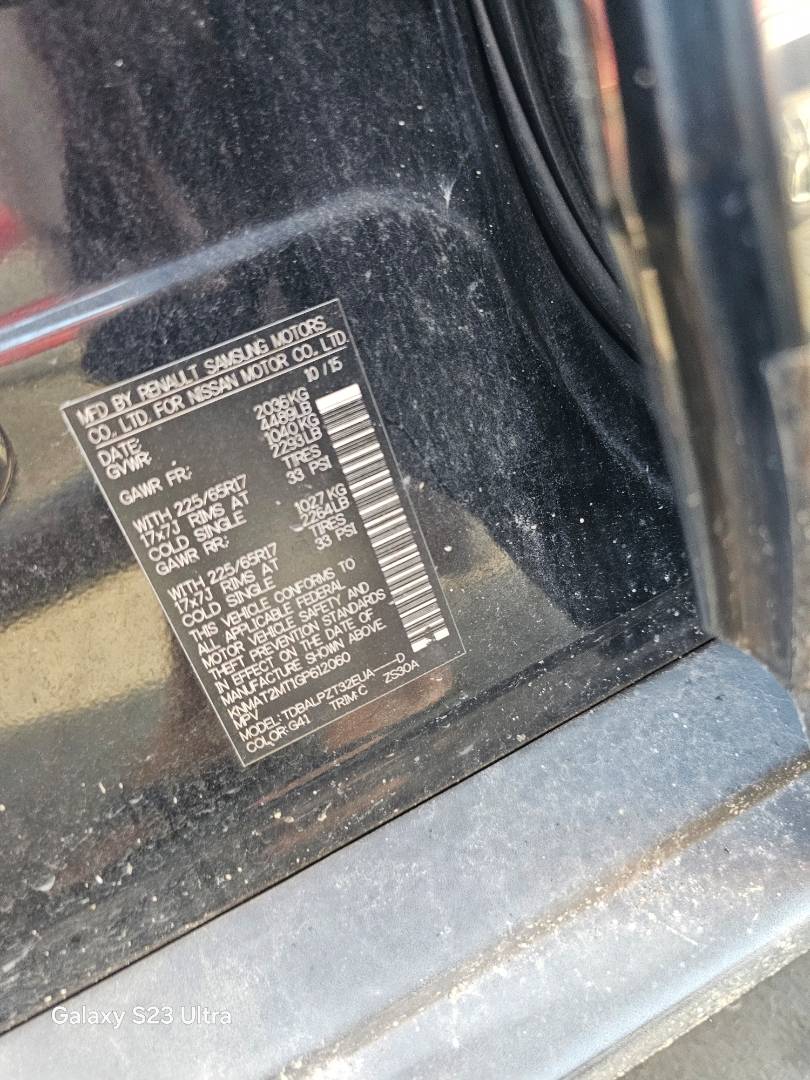 MFD BY RENAULT SAMSUNG MOTORS
CO., LTD. FOR NISSAN MOTOR CO., LTD.
DATE: 10/15
GVWR: 2036KG
4489LB
GAWR FR: 1040KG
2293LB
WITH 225/65R17 TIRES
17x7J RIMS AT 33 PSI
COLD SINGLE
GAWR RR: 1027KG
2264LB
WITH 225/65R17 TIRES
17x7J RIMS AT 33 PSI
COLD SINGLE
THIS VEHICLE CONFORMS TO
ALL APPLICABLE FEDERAL
MOTOR VEHICLE SAFETY AND
THEFT PREVENTION STANDARDS
IN EFFECT ON THE DATE OF
MANUFACTURE SHOWN ABOVE.
KNMAT2MT1GP612060
MPV
MODEL: TDBALPZT32EUA---D
COLOR:G41 TRIM:C ZS30A
Galaxy S23 Ultra